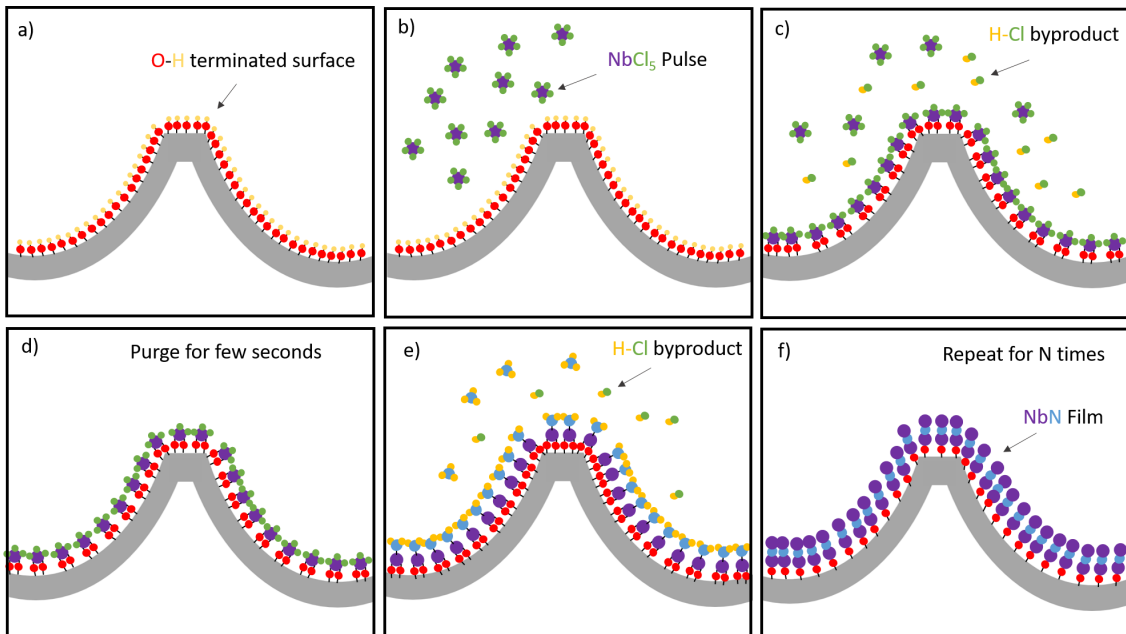 a)
O-H terminated surface
b)
NbCl₅ Pulse
c)
H-Cl byproduct
d)
Purge for few seconds
e)
H-Cl byproduct
f)
Repeat for N times
NbN Film